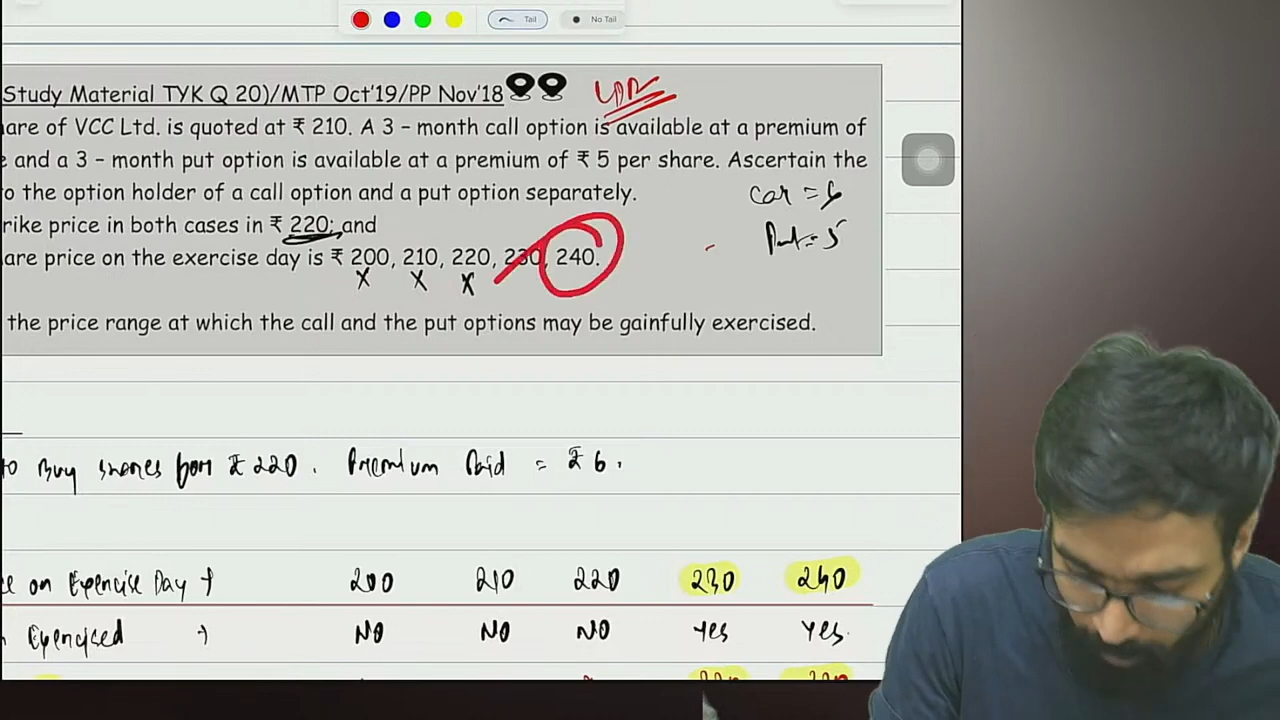 Tail No Tail
Study Material TYK Q 20)/MTP Oct'19/PP Nov'18
are of VCC Ltd. is quoted at ₹ 210. A 3 – month call option is available at a premium of
e and a 3 – month put option is available at a premium of ₹ 5 per share. Ascertain the
o the option holder of a call option and a put option separately.
rike price in both cases in ₹ 220; and
are price on the exercise day is ₹ 200, 210, 220, 230, 240.
the price range at which the call and the put options may be gainfully exercised.
= 6
Put = 5
X X X
to Buy shares for ₹ 220. Premium Paid = ₹ 6.
on Exercise Day 200 210 220 230 240
Exercised NO NO NO Yes Yes.